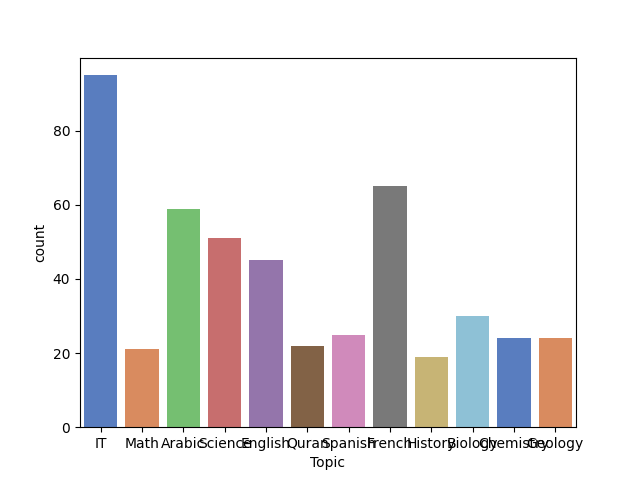 count
80
60
40
20
0
IT Math Arabic Science English Quran Spanish French History Biology Chemistry Geology
Topic